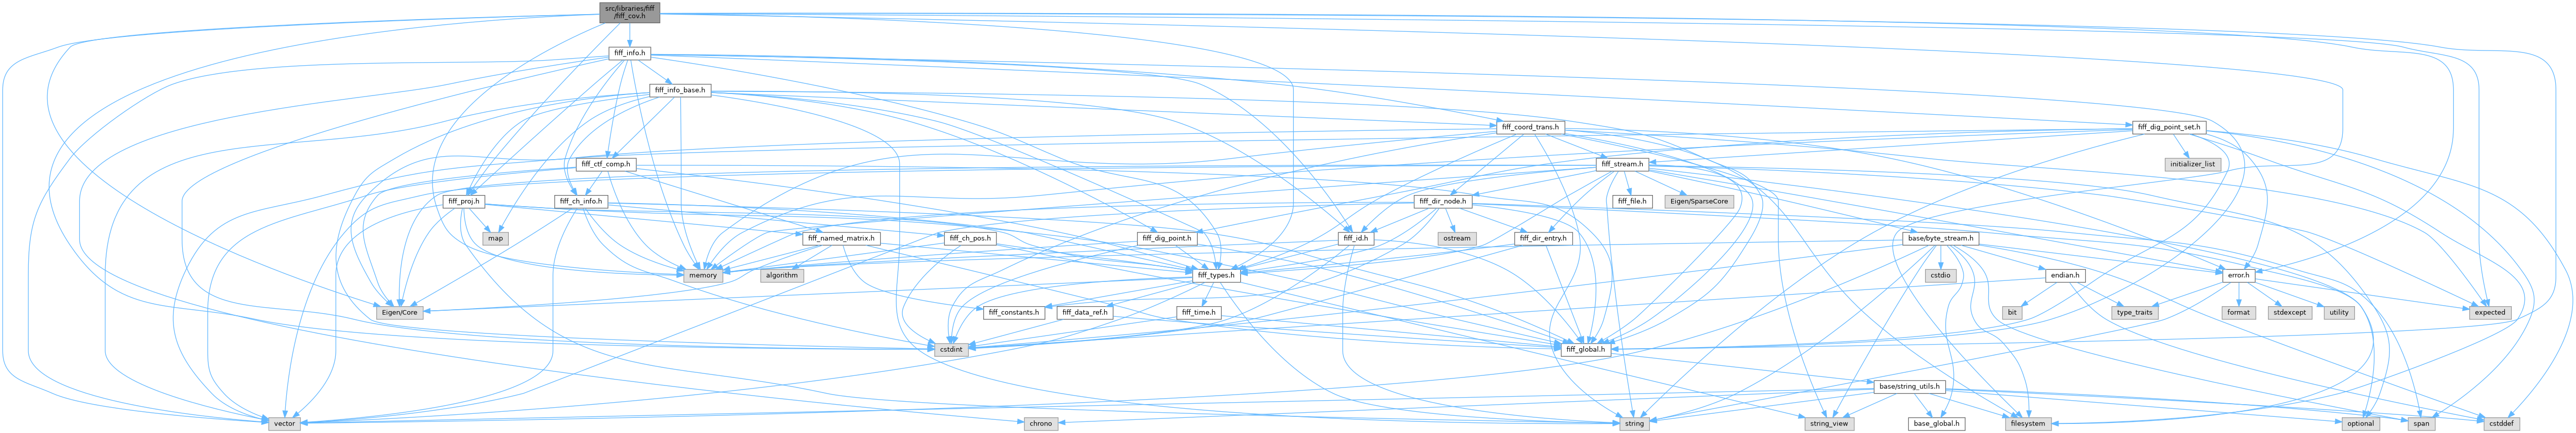 src/libraries/fiff
/fiff_cov.h
fiff_info.h
fiff_info_base.h
fiff_coord_trans.h
fiff_dig_point_set.h
fiff_ctf_comp.h
fiff_stream.h
initializer_list
fiff_proj.h
fiff_ch_info.h
fiff_dir_node.h
fiff_file.h
Eigen/SparseCore
map
fiff_named_matrix.h
fiff_ch_pos.h
fiff_dig_point.h
fiff_id.h
ostream
fiff_dir_entry.h
base/byte_stream.h
memory
algorithm
fiff_types.h
cstdio
endian.h
error.h
Eigen/Core
fiff_constants.h
fiff_data_ref.h
fiff_time.h
bit
type_traits
format
stdexcept
utility
expected
cstdint
fiff_global.h
base/string_utils.h
vector
chrono
string
string_view
base_global.h
filesystem
optional
span
cstddef